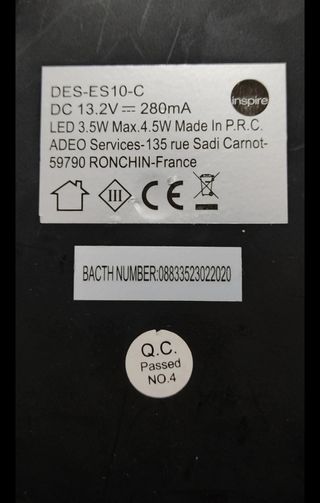 DES-ES10-C
inspire
DC 13.2V ⎓ 280mA
LED 3.5W Max.4.5W Made In P.R.C.
ADEO Services-135 rue Sadi Carnot-
59790 RONCHIN-France
III
CE
BACTH NUMBER:08833523022020
Q.C.
Passed
NO.4